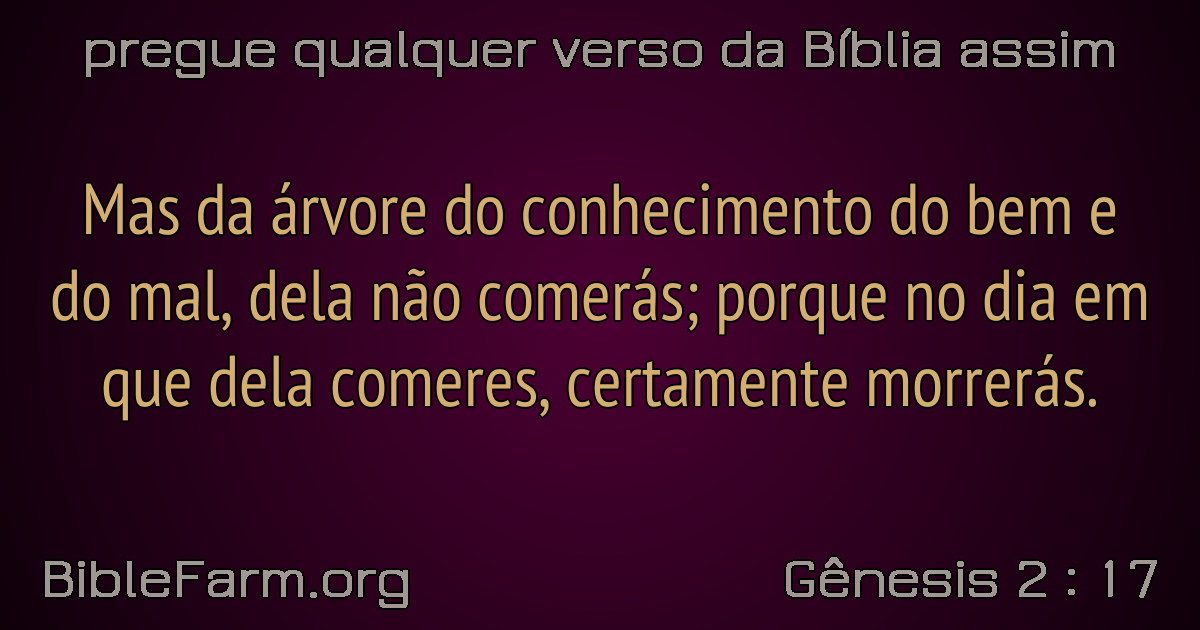 pregue qualquer verso da Bíblia assim
Mas da árvore do conhecimento do bem e
do mal, dela não comerás; porque no dia em
que dela comeres, certamente morrerás.
BibleFarm.org
Gênesis 2 : 17